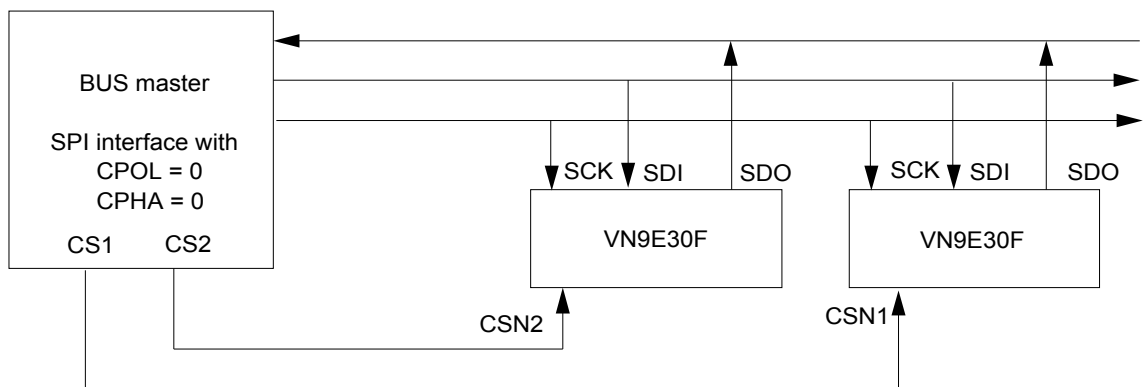 BUS master
SPI interface with
CPOL = 0
CPHA = 0
CS1 CS2
SCK SDI SDO
VN9E30F
CSN2
SCK SDI SDO
VN9E30F
CSN1